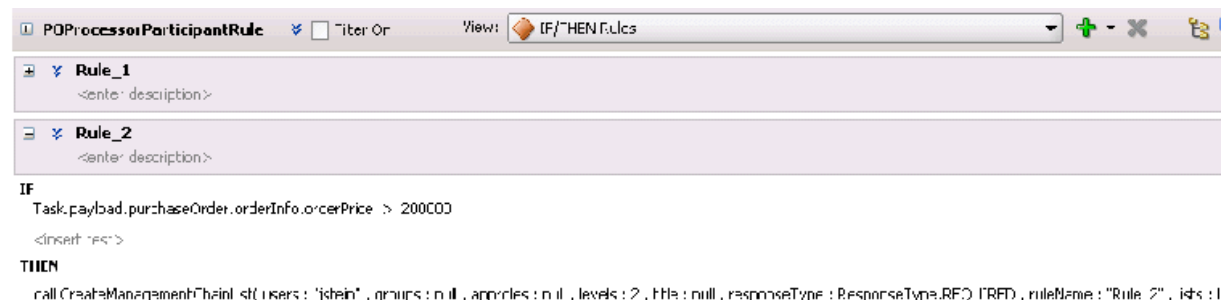 POProcessorParticipantRule Filter On View: IF/THEN Rules
Rule_1
<enter description>
Rule_2
<enter description>
IF
Task.payload.purchaseOrder.orderInfo.orderPrice > 200000
<insert test>
THEN
call CreateManagementChainList( users : "jstein" , groups : null , approles : null , levels : 2 , title : null , responseType : ResponseType.REQUIRED , ruleName : "Rule_2" , lists : l